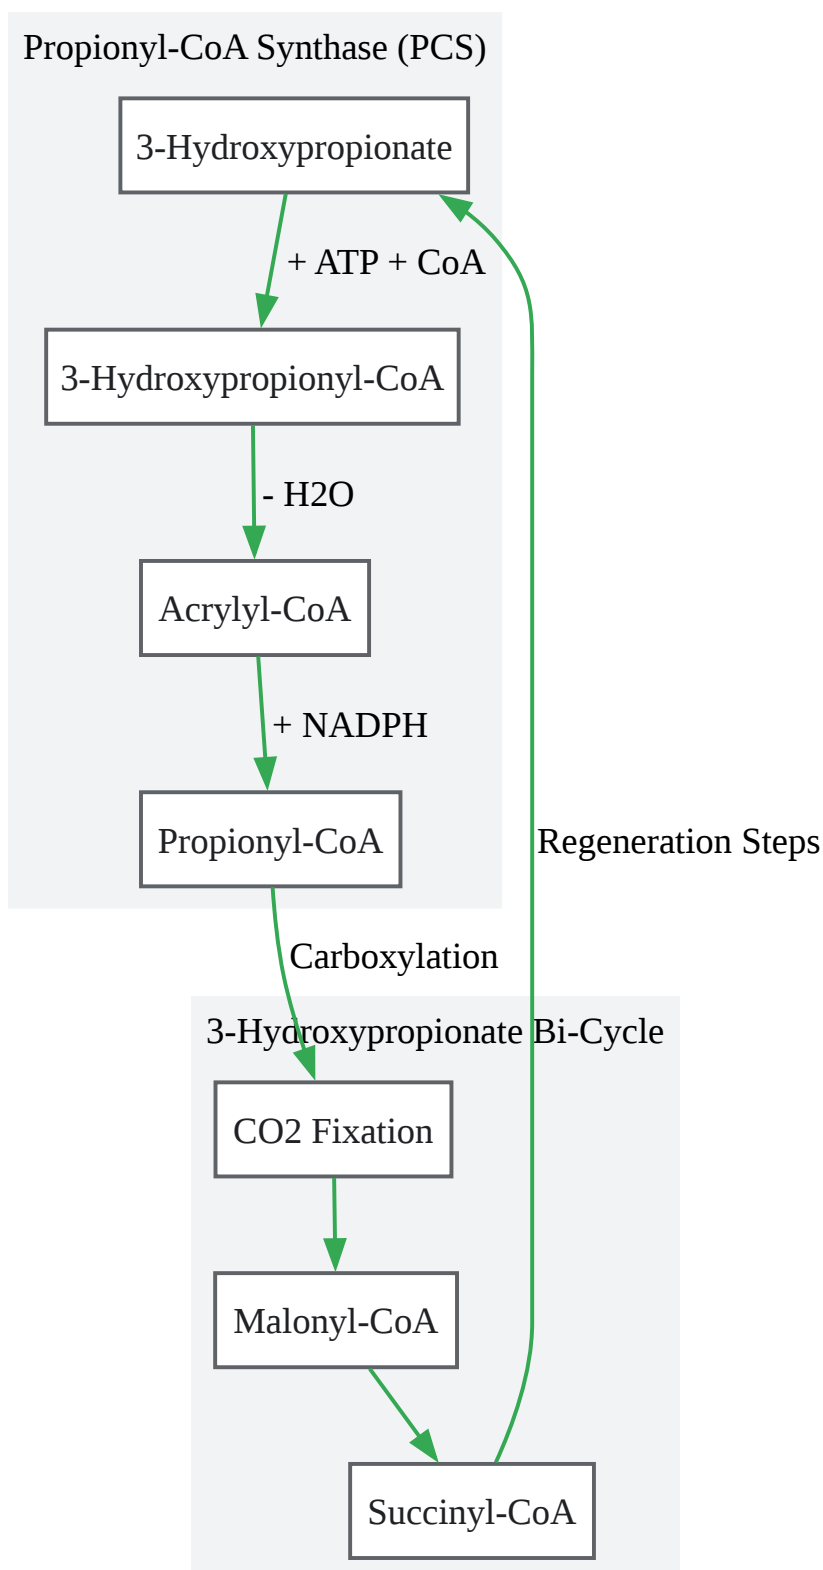 Propionyl-CoA Synthase (PCS)
3-Hydroxypropionate
+ ATP + CoA
3-Hydroxypropionyl-CoA
- H2O
Acrylyl-CoA
+ NADPH
Propionyl-CoA
Regeneration Steps
Carboxylation
3-Hydroxypropionate Bi-Cycle
CO2 Fixation
Malonyl-CoA
Succinyl-CoA